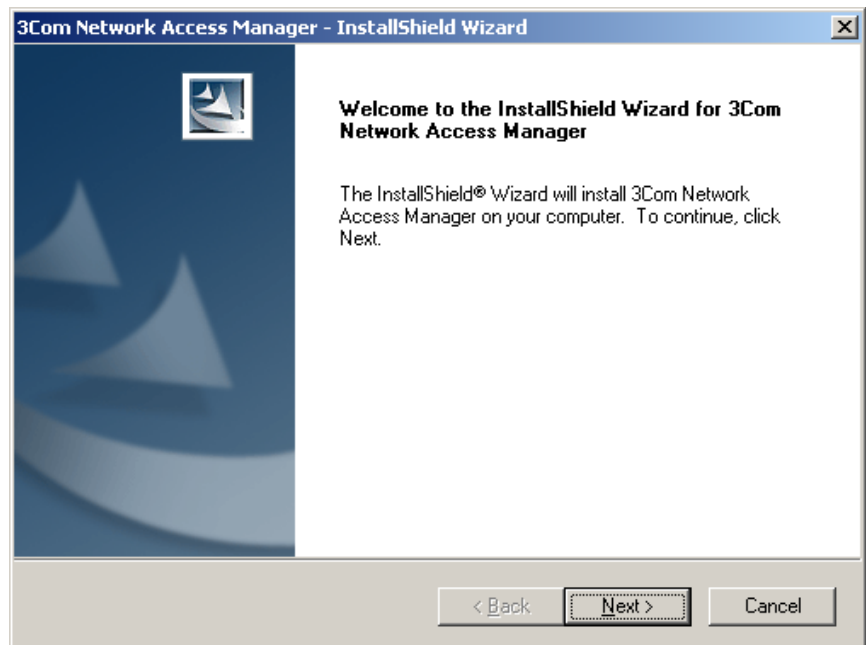 3Com Network Access Manager - InstallShield Wizard
Welcome to the InstallShield Wizard for 3Com
Network Access Manager
The InstallShield® Wizard will install 3Com Network
Access Manager on your computer. To continue, click
Next.
< Back
Next >
Cancel